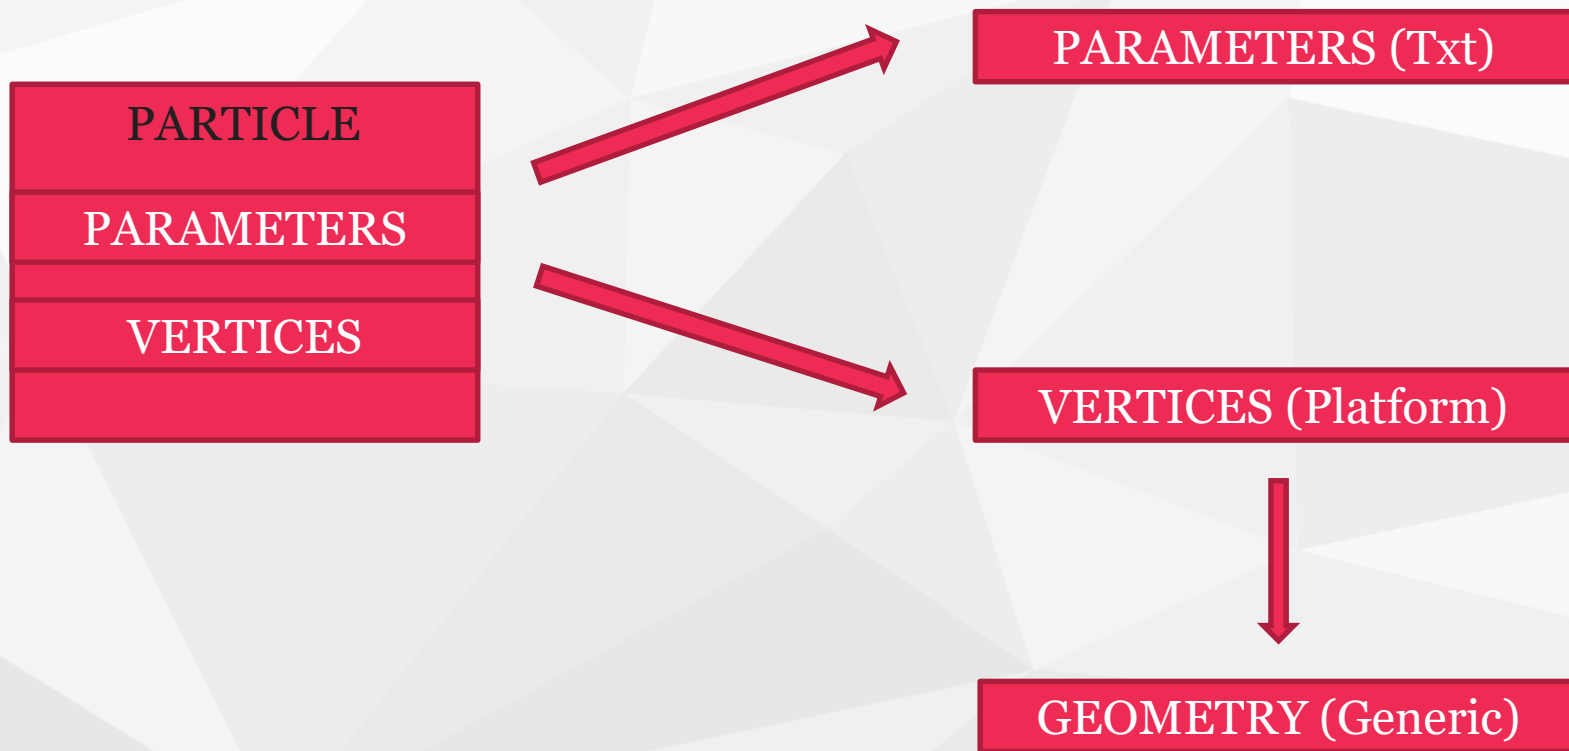 PARTICLE
PARAMETERS
VERTICES
PARAMETERS (Txt)
VERTICES (Platform)
GEOMETRY (Generic)